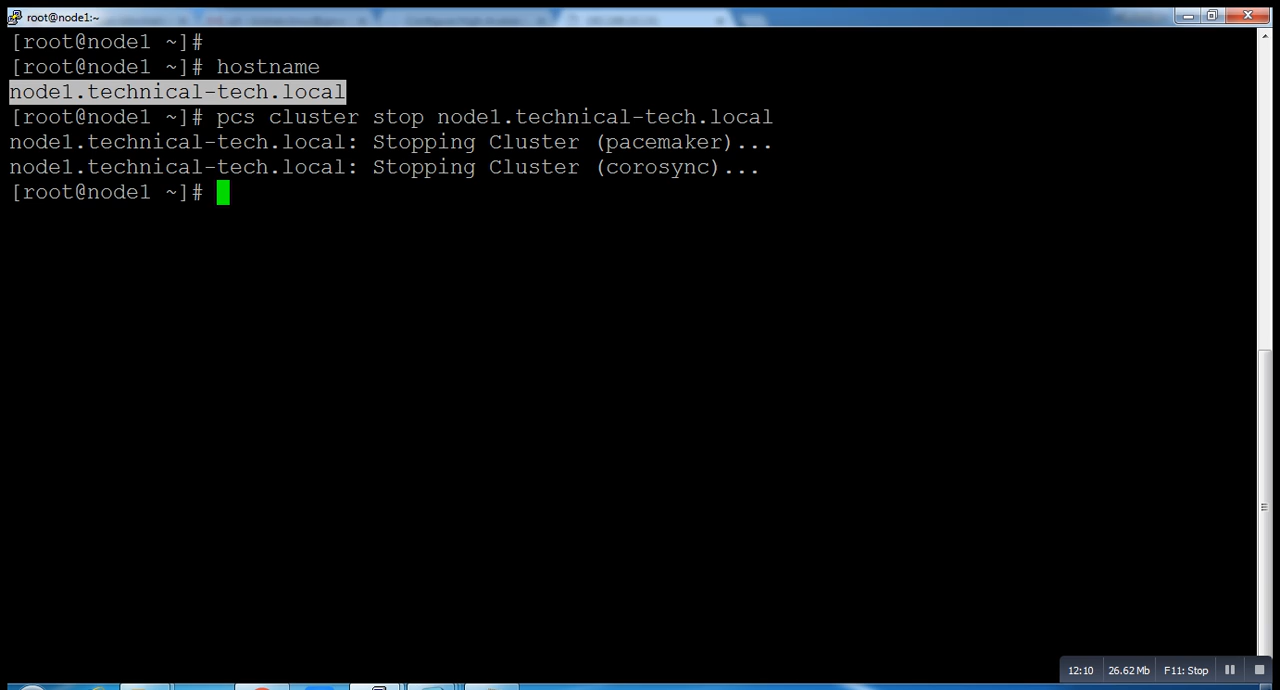 root@node1:~
[root@node1 ~]#
[root@node1 ~]# hostname
node1.technical-tech.local
[root@node1 ~]# pcs cluster stop node1.technical-tech.local
node1.technical-tech.local: Stopping Cluster (pacemaker)...
node1.technical-tech.local: Stopping Cluster (corosync)...
[root@node1 ~]#
12:10 26.62 Mb F11: Stop